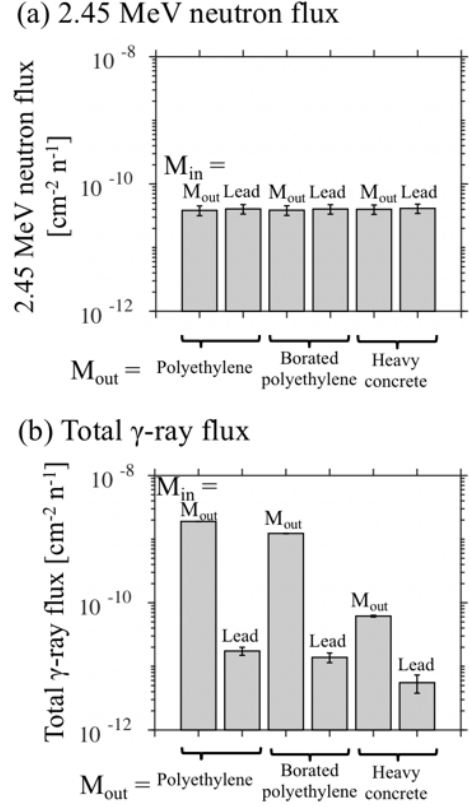 (a) 2.45 MeV neutron flux
2.45 MeV neutron flux
[cm⁻² n⁻¹]
10⁻⁸
10⁻¹⁰
10⁻¹²
M_in =
M_out Lead M_out Lead M_out Lead
M_out = Polyethylene Borated polyethylene Heavy concrete
(b) Total γ-ray flux
Total γ-ray flux [cm⁻² n⁻¹]
10⁻⁸
10⁻¹⁰
10⁻¹²
M_in =
M_out Lead M_out Lead M_out Lead
M_out = Polyethylene Borated polyethylene Heavy concrete